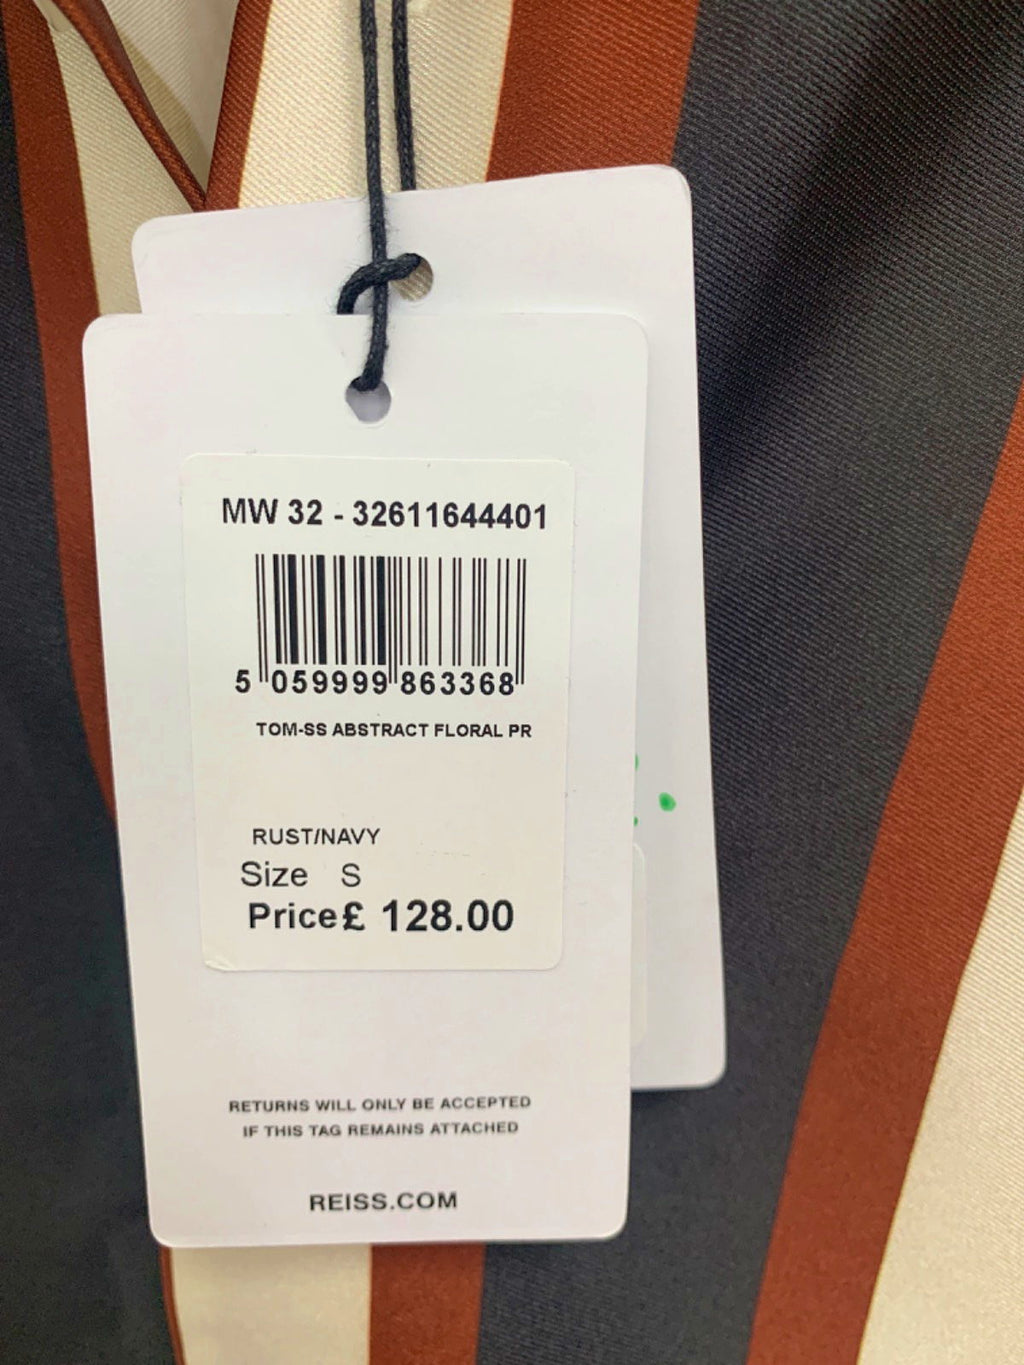 MW 32 - 32611644401
5 059999 863368
TOM-SS ABSTRACT FLORAL PR
RUST/NAVY
Size S
Price£ 128.00
RETURNS WILL ONLY BE ACCEPTED
IF THIS TAG REMAINS ATTACHED
REISS.COM